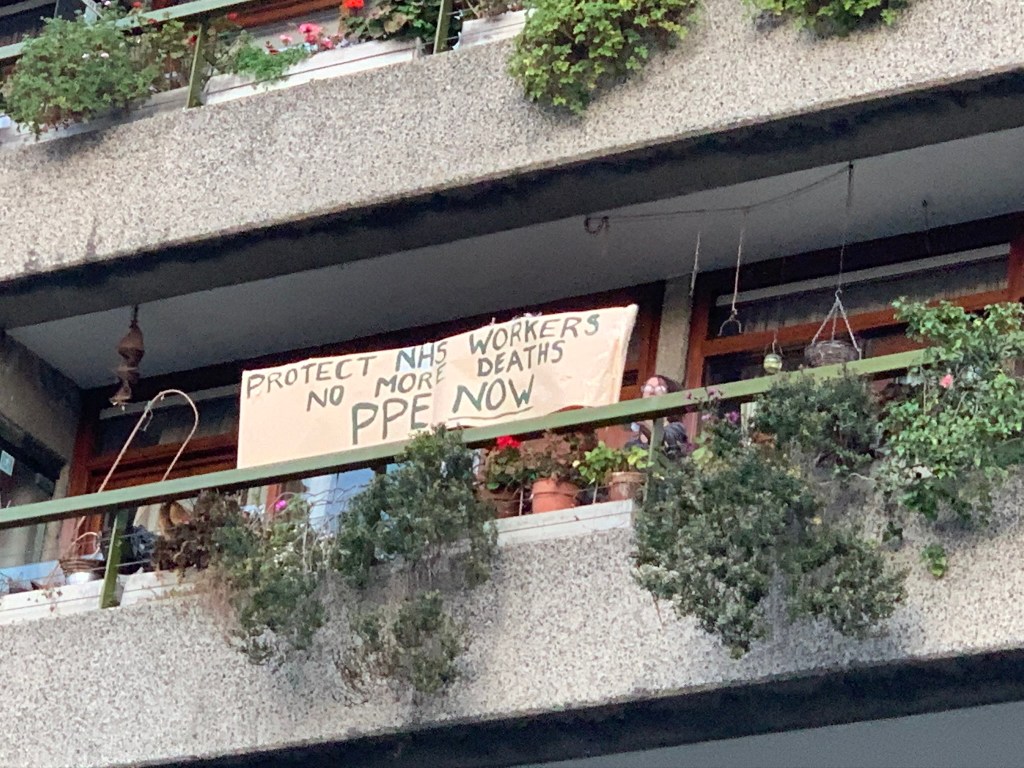 PROTECT NHS WORKERS
NO MORE DEATHS
PPE NOW